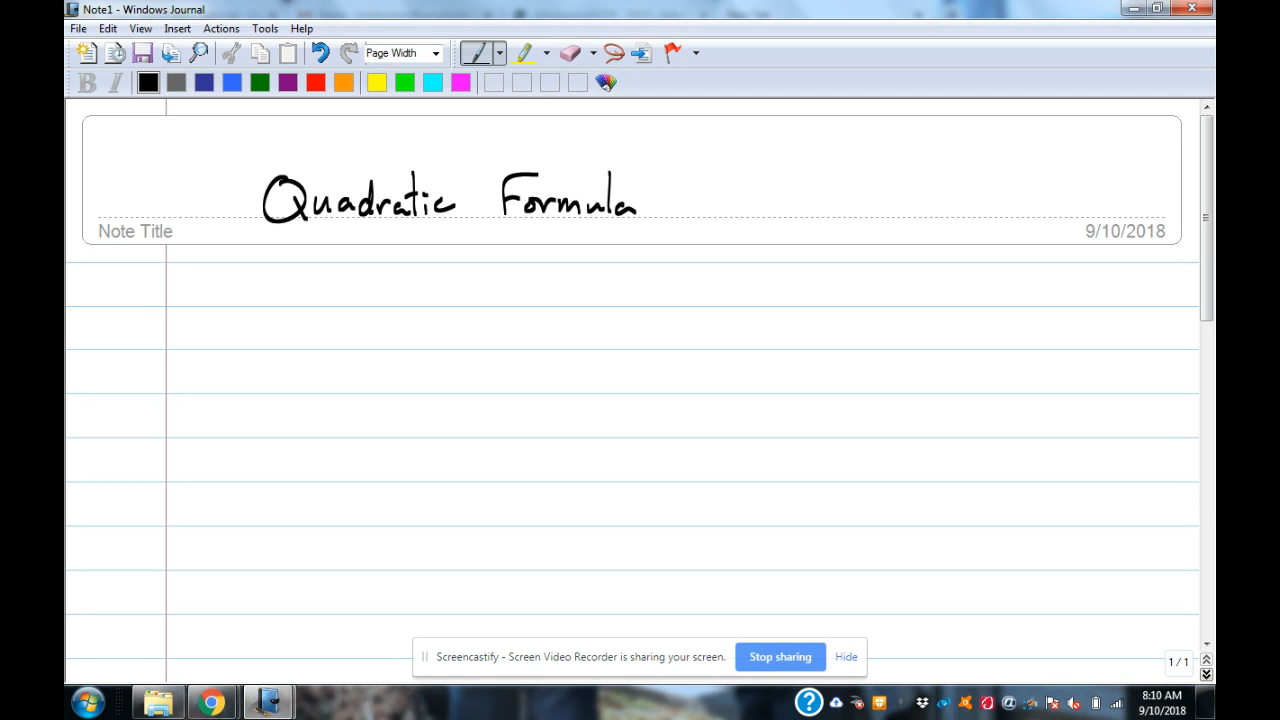 Note1 - Windows Journal
File Edit View Insert Actions Tools Help
Page Width
B I
Quadratic Formula
Note Title 9/10/2018
Screencastify - Screen Video Recorder is sharing your screen. Stop sharing Hide
1 / 1
8:10 AM
9/10/2018